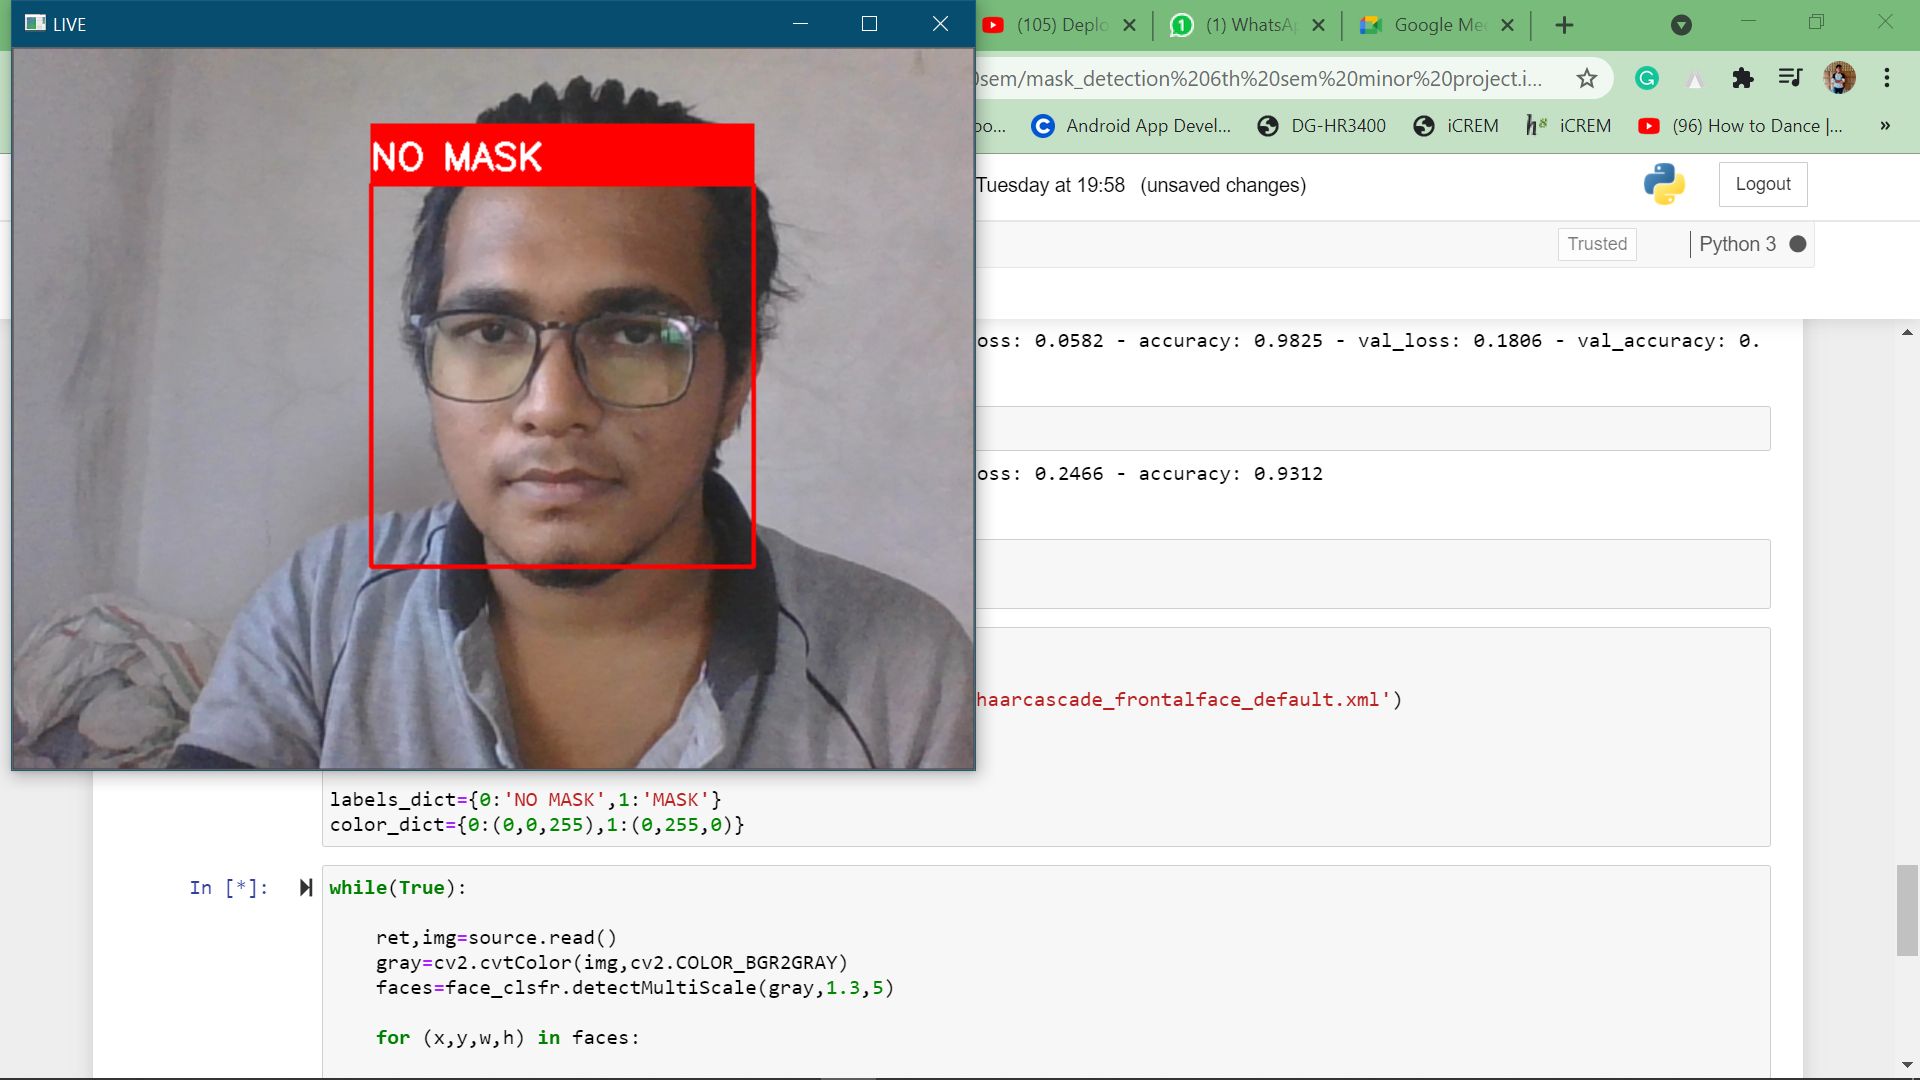 LIVE
(105) Deplo
(1) WhatsA
Google Me
sem/mask_detection%206th%20sem%20minor%20project.i...
oo...
Android App Devel...
DG-HR3400
iCREM
h8 iCREM
(96) How to Dance |...
»
NO MASK
Tuesday at 19:58 (unsaved changes)
Logout
Trusted
Python 3
oss: 0.0582 - accuracy: 0.9825 - val_loss: 0.1806 - val_accuracy: 0.
oss: 0.2466 - accuracy: 0.9312
haarcascade_frontalface_default.xml')
labels_dict={0:'NO MASK',1:'MASK'}
color_dict={0:(0,0,255),1:(0,255,0)}
In [*]:
while(True):
ret,img=source.read()
gray=cv2.cvtColor(img,cv2.COLOR_BGR2GRAY)
faces=face_clsfr.detectMultiScale(gray,1.3,5)
for (x,y,w,h) in faces: